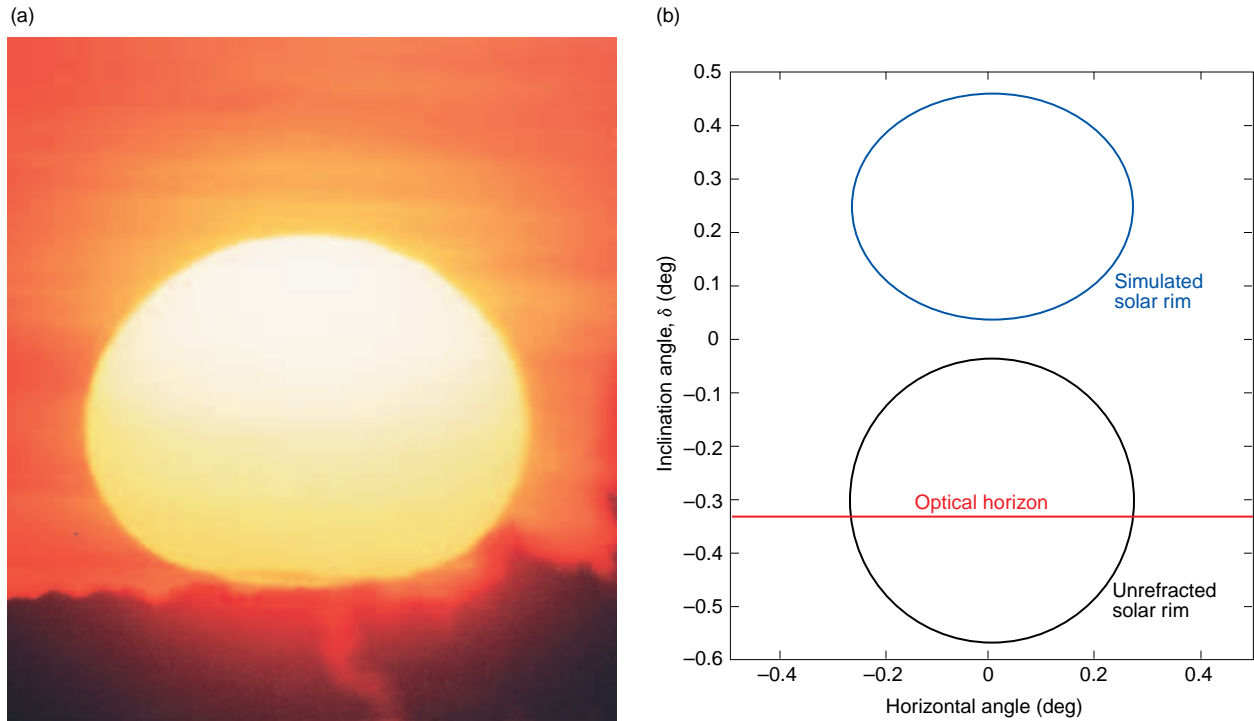 (a)
(b)
0.5
0.4
0.3
0.2
0.1
0
–0.1
–0.2
–0.3
–0.4
–0.5
–0.6
Inclination angle, δ (deg)
Simulated
solar rim
Optical horizon
Unrefracted
solar rim
–0.4
–0.2
0
0.2
0.4
Horizontal angle (deg)